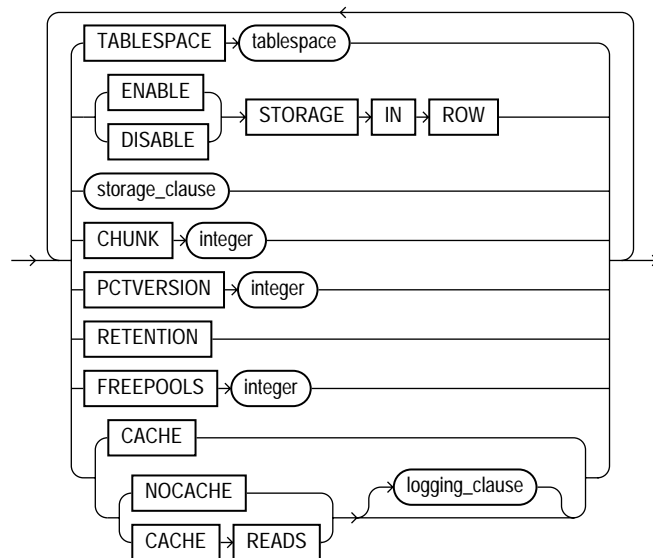 TABLESPACE tablespace
ENABLE
DISABLE
STORAGE IN ROW
storage_clause
CHUNK integer
PCTVERSION integer
RETENTION
FREEPOOLS integer
CACHE
NOCACHE
CACHE READS
logging_clause